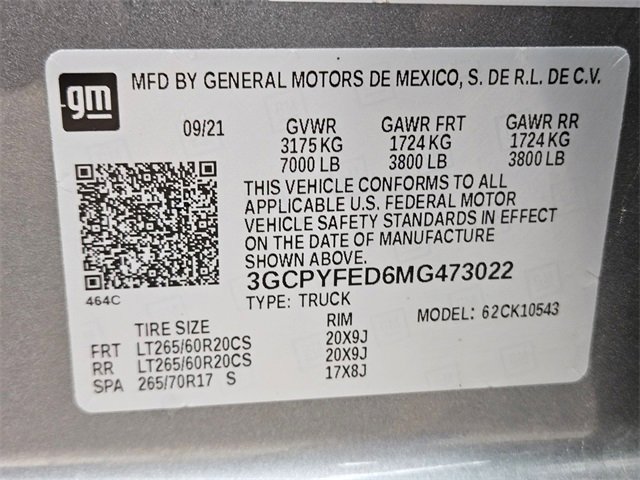 gm
MFD BY GENERAL MOTORS DE MEXICO, S. DE R.L. DE C.V.
09/21 GVWR GAWR FRT GAWR RR
3175 KG 1724 KG 1724 KG
7000 LB 3800 LB 3800 LB
THIS VEHICLE CONFORMS TO ALL
APPLICABLE U.S. FEDERAL MOTOR
VEHICLE SAFETY STANDARDS IN EFFECT
ON THE DATE OF MANUFACTURE
SHOWN ABOVE.
464C
3GCPYFED6MG473022
TYPE: TRUCK MODEL: 62CK10543
TIRE SIZE RIM
FRT LT265/60R20CS 20X9J
RR LT265/60R20CS 20X9J
SPA 265/70R17 S 17X8J